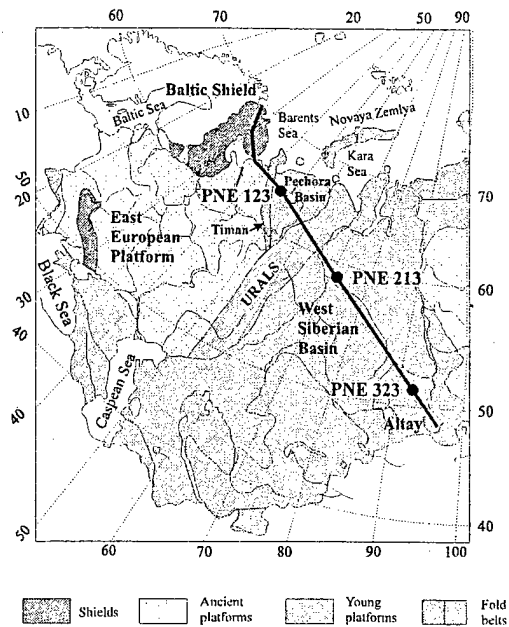 60 70 20 50 90
Baltic Shield
Barents
Sea
Novaya Zemlya
10
Baltic Sea
Kara
Sea
50
20
PNE 123
Pechora
Basin
70
East
European
Platform
Timan
Black Sea
URALS
PNE 213
30
60
West
Siberian
Basin
40
Caspean Sea
PNE 323
40
50
Altay
50
40
60 70 80 90 100
Shields
Ancient
platforms
Young
platforms
Fold
belts